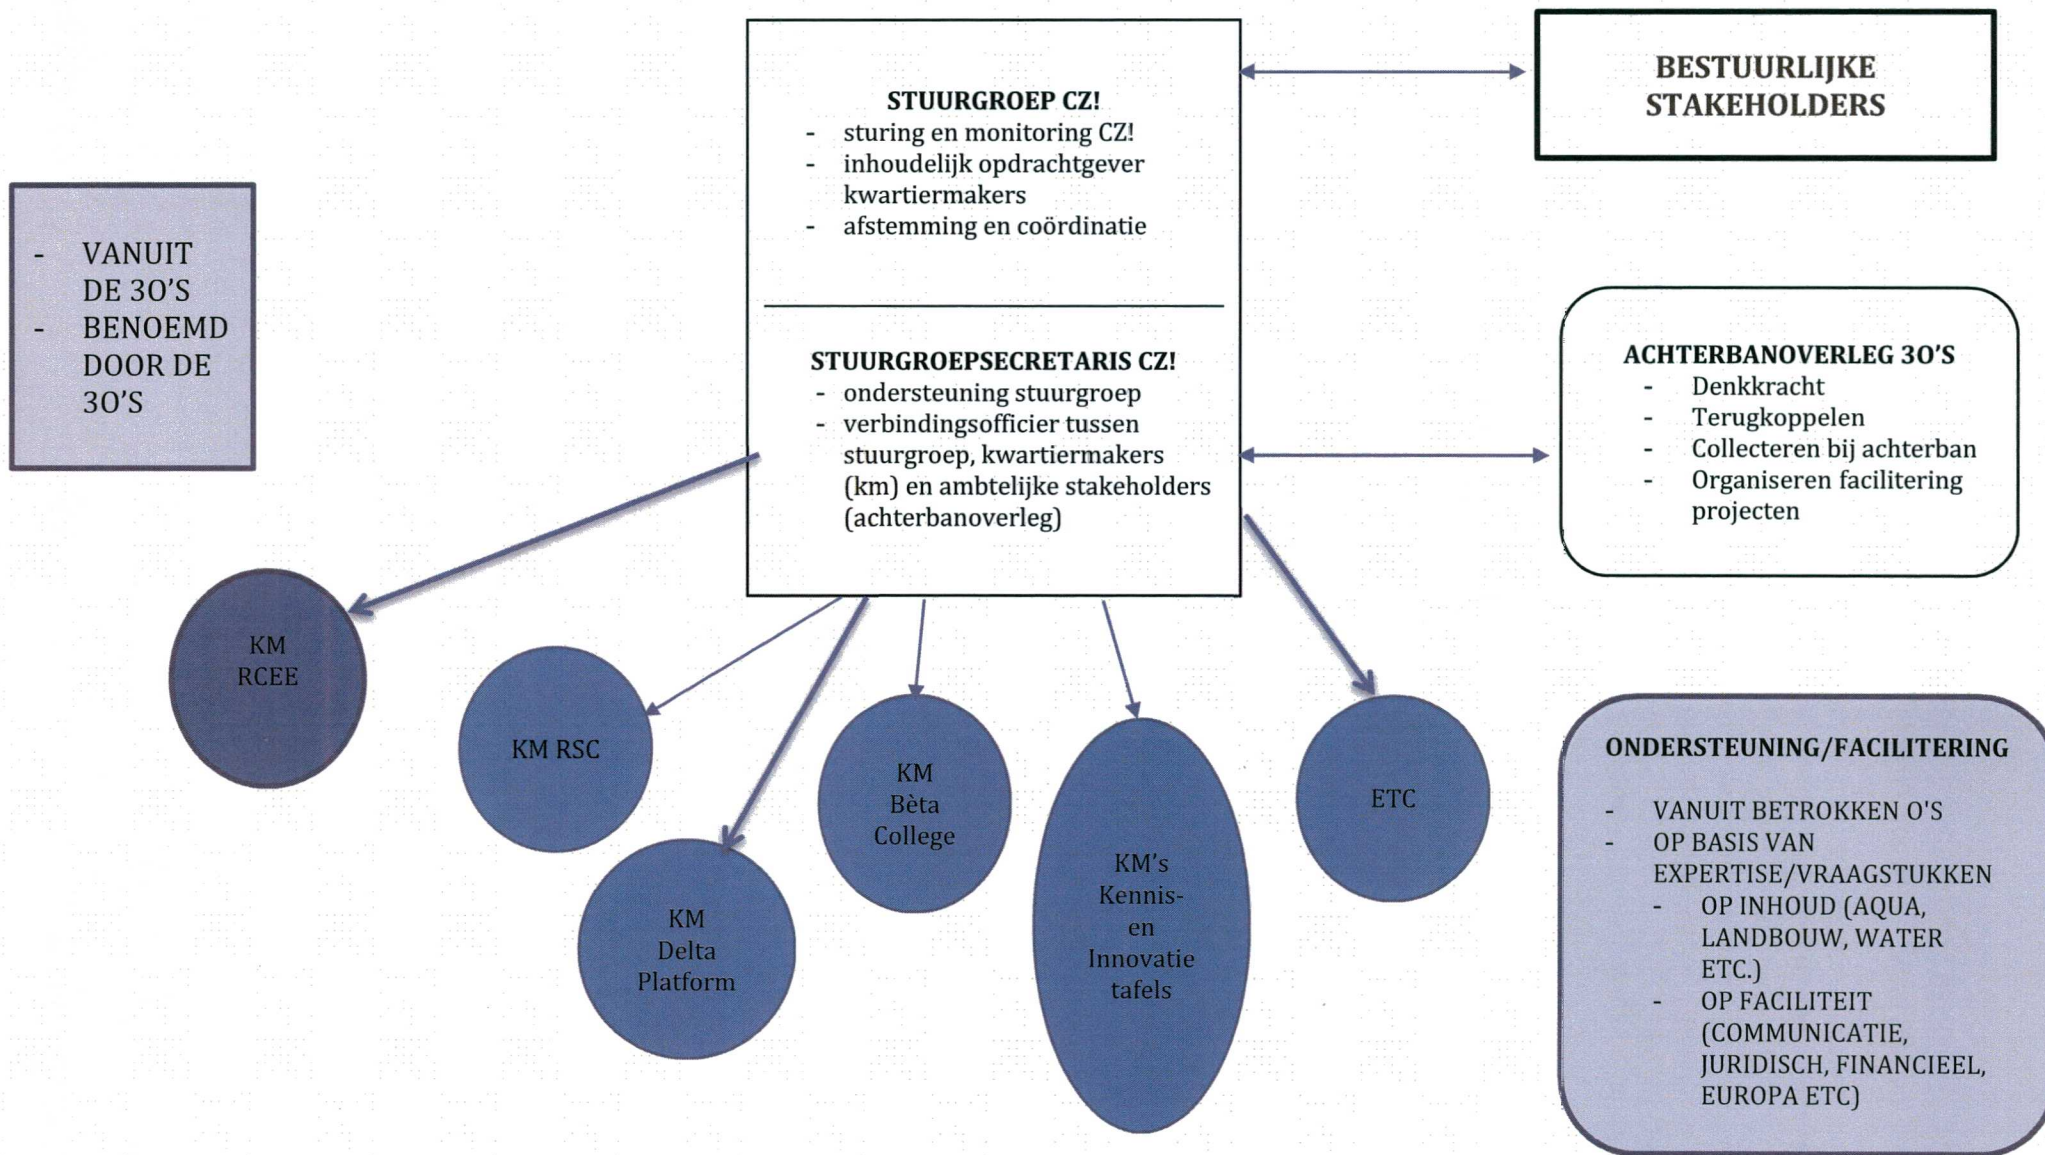 STUURGROEP CZ!
- sturing en monitoring CZ!
- inhoudelijk opdrachtgever
kwartiermakers
- afstemming en coördinatie
STUURGROEPSECRETARIS CZ!
- ondersteuning stuurgroep
- verbindingsofficier tussen
stuurgroep, kwartiermakers
(km) en ambtelijke stakeholders
(achterbanoverleg)
BESTUURLIJKE
STAKEHOLDERS
- VANUIT
DE 3O'S
- BENOEMD
DOOR DE
3O'S
ACHTERBANOVERLEG 3O'S
- Denkkracht
- Terugkoppelen
- Collecteren bij achterban
- Organiseren facilitering
projecten
KM
RCEE
KM RSC
KM
Delta
Platform
KM
Bèta
College
KM's
Kennis-
en
Innovatie
tafels
ETC
ONDERSTEUNING/FACILITERING
- VANUIT BETROKKEN O'S
- OP BASIS VAN
EXPERTISE/VRAAGSTUKKEN
- OP INHOUD (AQUA,
LANDBOUW, WATER
ETC.)
- OP FACILITEIT
(COMMUNICATIE,
JURIDISCH, FINANCIEEL,
EUROPA ETC)